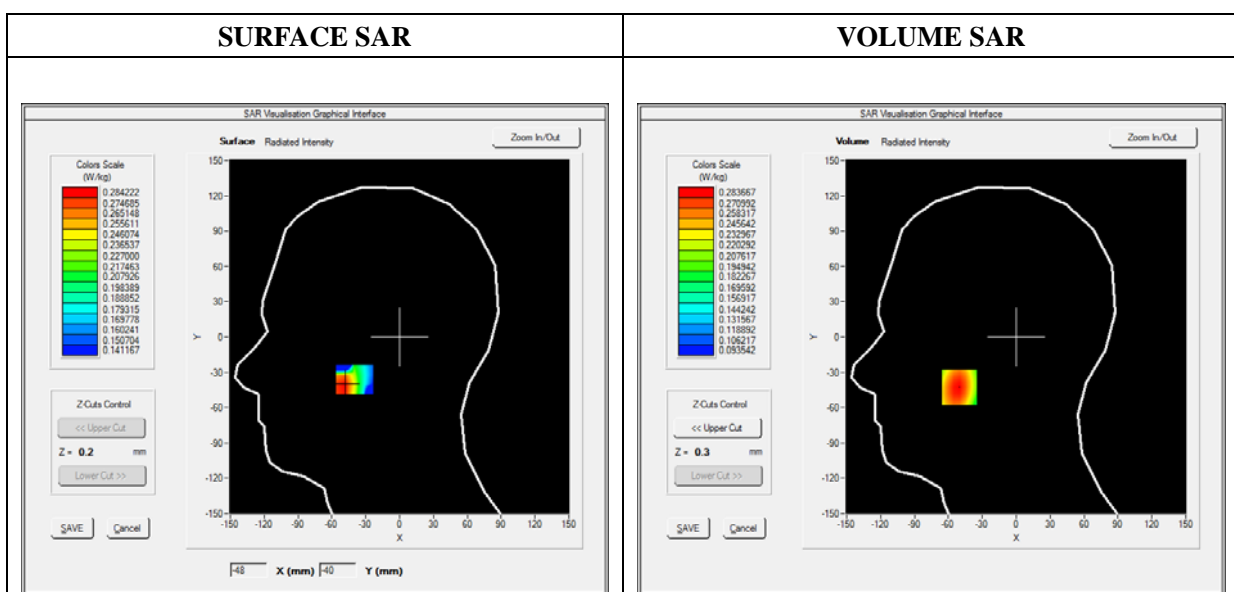 SURFACE SAR
VOLUME SAR
SAR Visualisation Graphical Interface
Surface Radiated Intensity
Zoom In/Out
Colors Scale
(W/kg)
0.284222
0.274685
0.265148
0.255611
0.246074
0.236537
0.227000
0.217463
0.207926
0.198389
0.188852
0.179315
0.169778
0.160241
0.150704
0.141167
Z-Cuts Control
<< Upper Cut
Z = 0.2 mm
Lower Cut >>
SAVE Cancel
150
120
90
60
30
Y 0
-30
-60
-90
-120
-150
-150 -120 -90 -60 -30 0 30 60 90 120 150
X
-48 X (mm) -40 Y (mm)
SAR Visualisation Graphical Interface
Volume Radiated Intensity
Zoom In/Out
Colors Scale
(W/kg)
0.283667
0.270992
0.258317
0.245642
0.232967
0.220292
0.207617
0.194942
0.182267
0.169592
0.156917
0.144242
0.131567
0.118892
0.106217
0.093542
Z-Cuts Control
<< Upper Cut
Z = 0.3 mm
Lower Cut >>
SAVE Cancel
150
120
90
60
30
Y 0
-30
-60
-90
-120
-150
-150 -120 -90 -60 -30 0 30 60 90 120 150
X